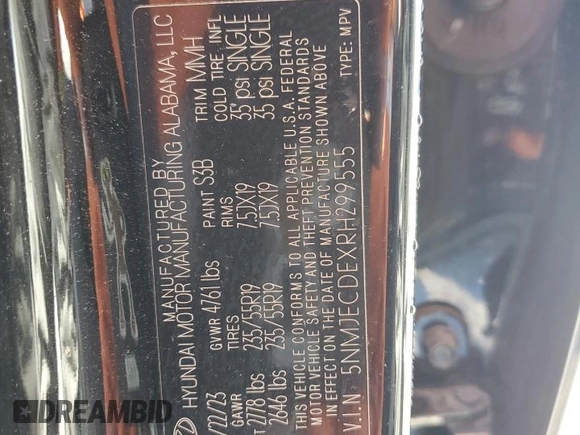 MANUFACTURED BY
HYUNDAI MOTOR MANUFACTURING ALABAMA, LLC
/22/23 GVWR 4761 lbs PAINT S3B TRIM MMH
GAWR TIRES RIMS COLD TIRE. INFL
T 2778 lbs 235/55R19 7.5JX19 35 psi SINGLE
2646 lbs 235/55R19 7.5JX19 35 psi SINGLE
THIS VEHICLE CONFORMS TO ALL APPLICABLE U.S.A. FEDERAL
MOTOR VEHICLE SAFETY AND THEFT PREVENTION STANDARDS
IN EFFECT ON THE DATE OF MANUFACTURE SHOWN ABOVE
V.I.N 5NMJECDEXRH299555 TYPE: MPV
DREAMBID